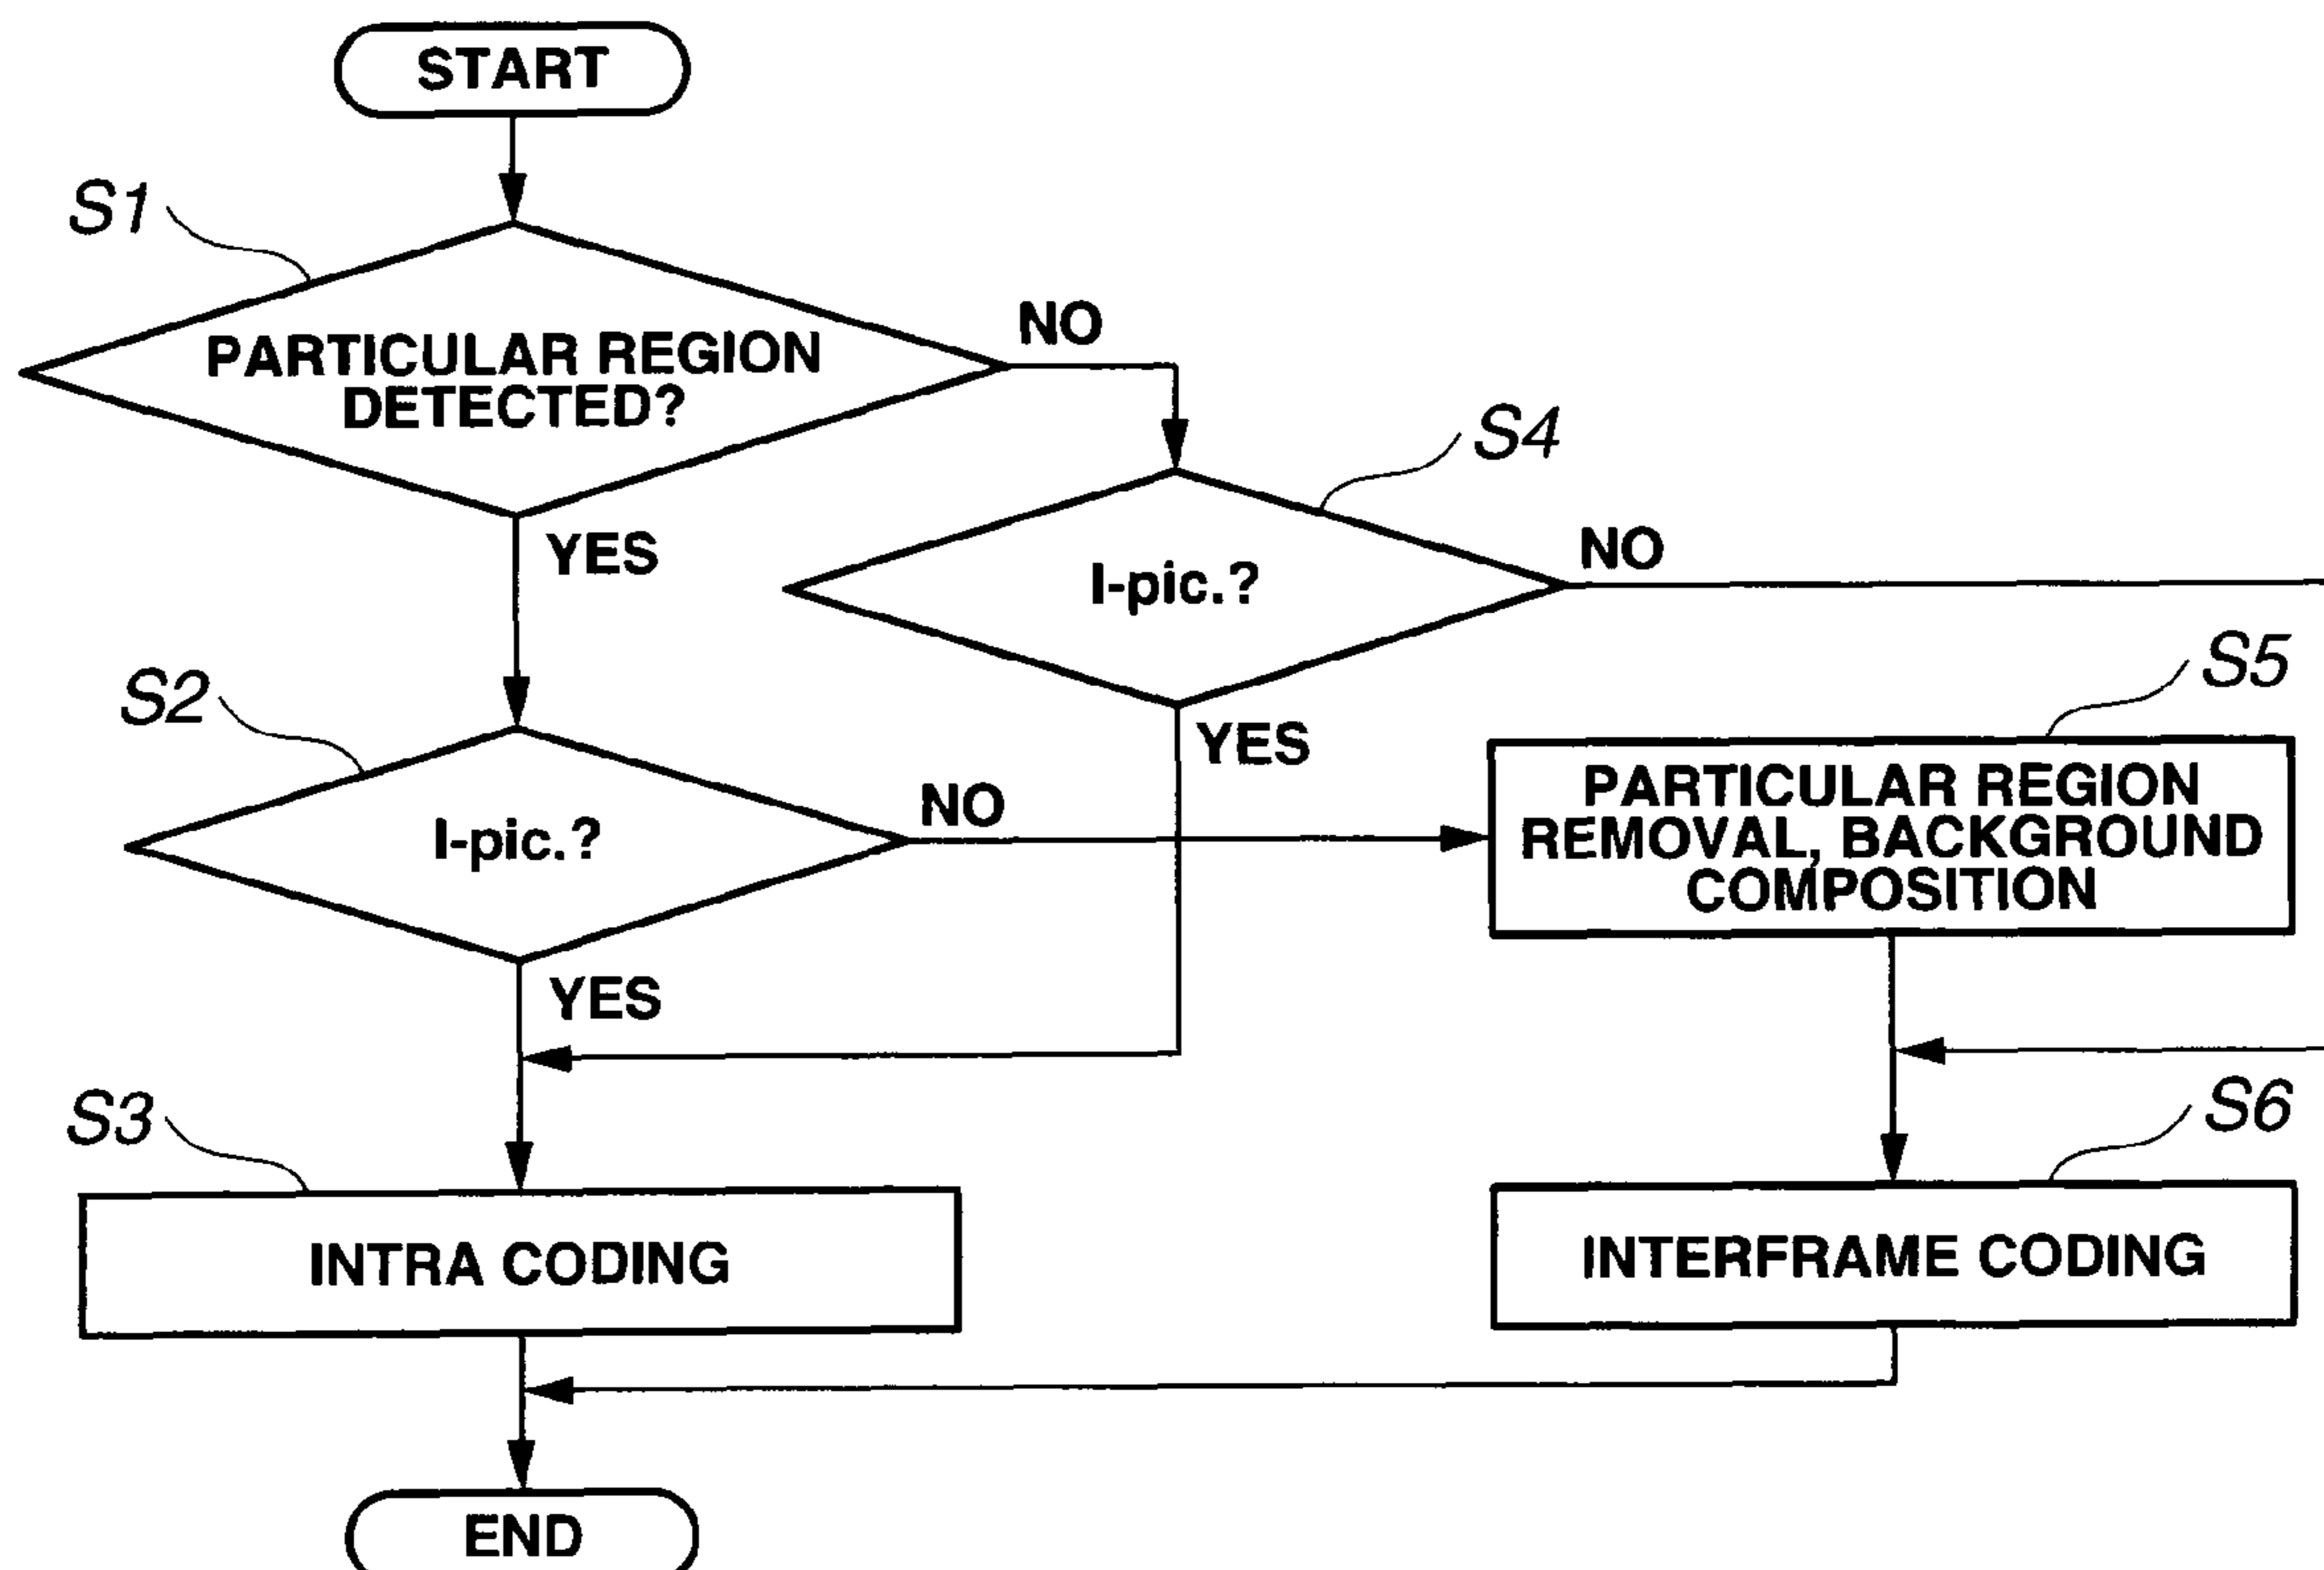 START
S1
PARTICULAR REGION
DETECTED?
NO
S4
YES
I-pic.?
NO
S2
S5
YES
I-pic.?
NO
PARTICULAR REGION
REMOVAL, BACKGROUND
COMPOSITION
YES
S3
S6
INTRA CODING
INTERFRAME CODING
END